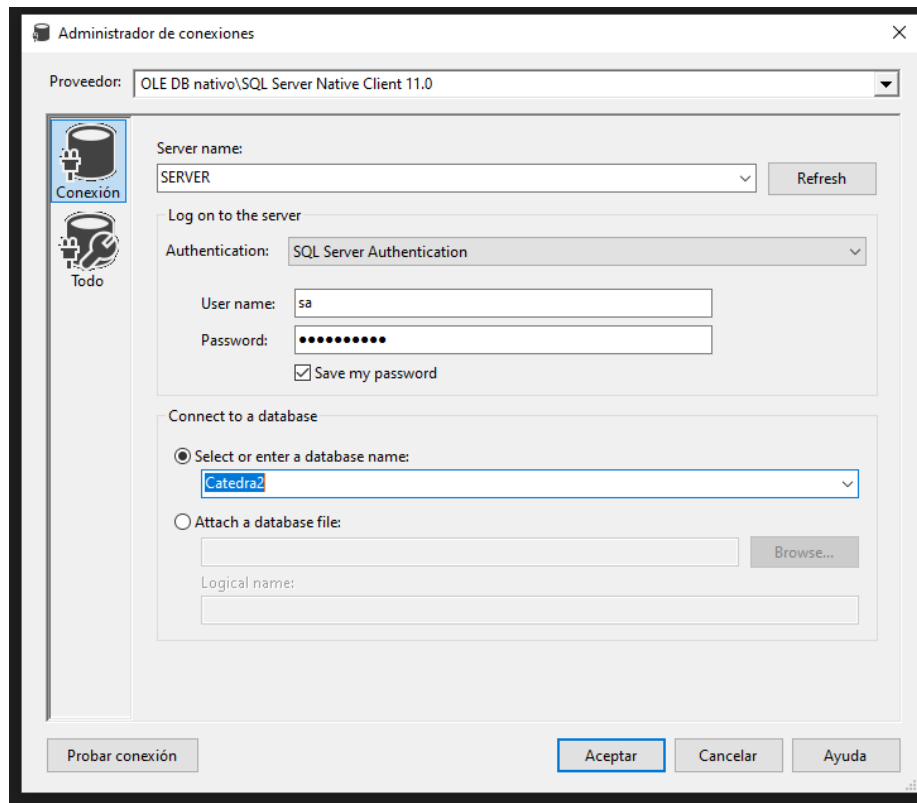 Administrador de conexiones
Proveedor: OLE DB nativo\SQL Server Native Client 11.0
Conexión
Todo
Server name:
SERVER
Refresh
Log on to the server
Authentication: SQL Server Authentication
User name: sa
Password: ●●●●●●●●●●
Save my password
Connect to a database
Select or enter a database name:
Catedra2
Attach a database file:
Browse...
Logical name:
Probar conexión Aceptar Cancelar Ayuda